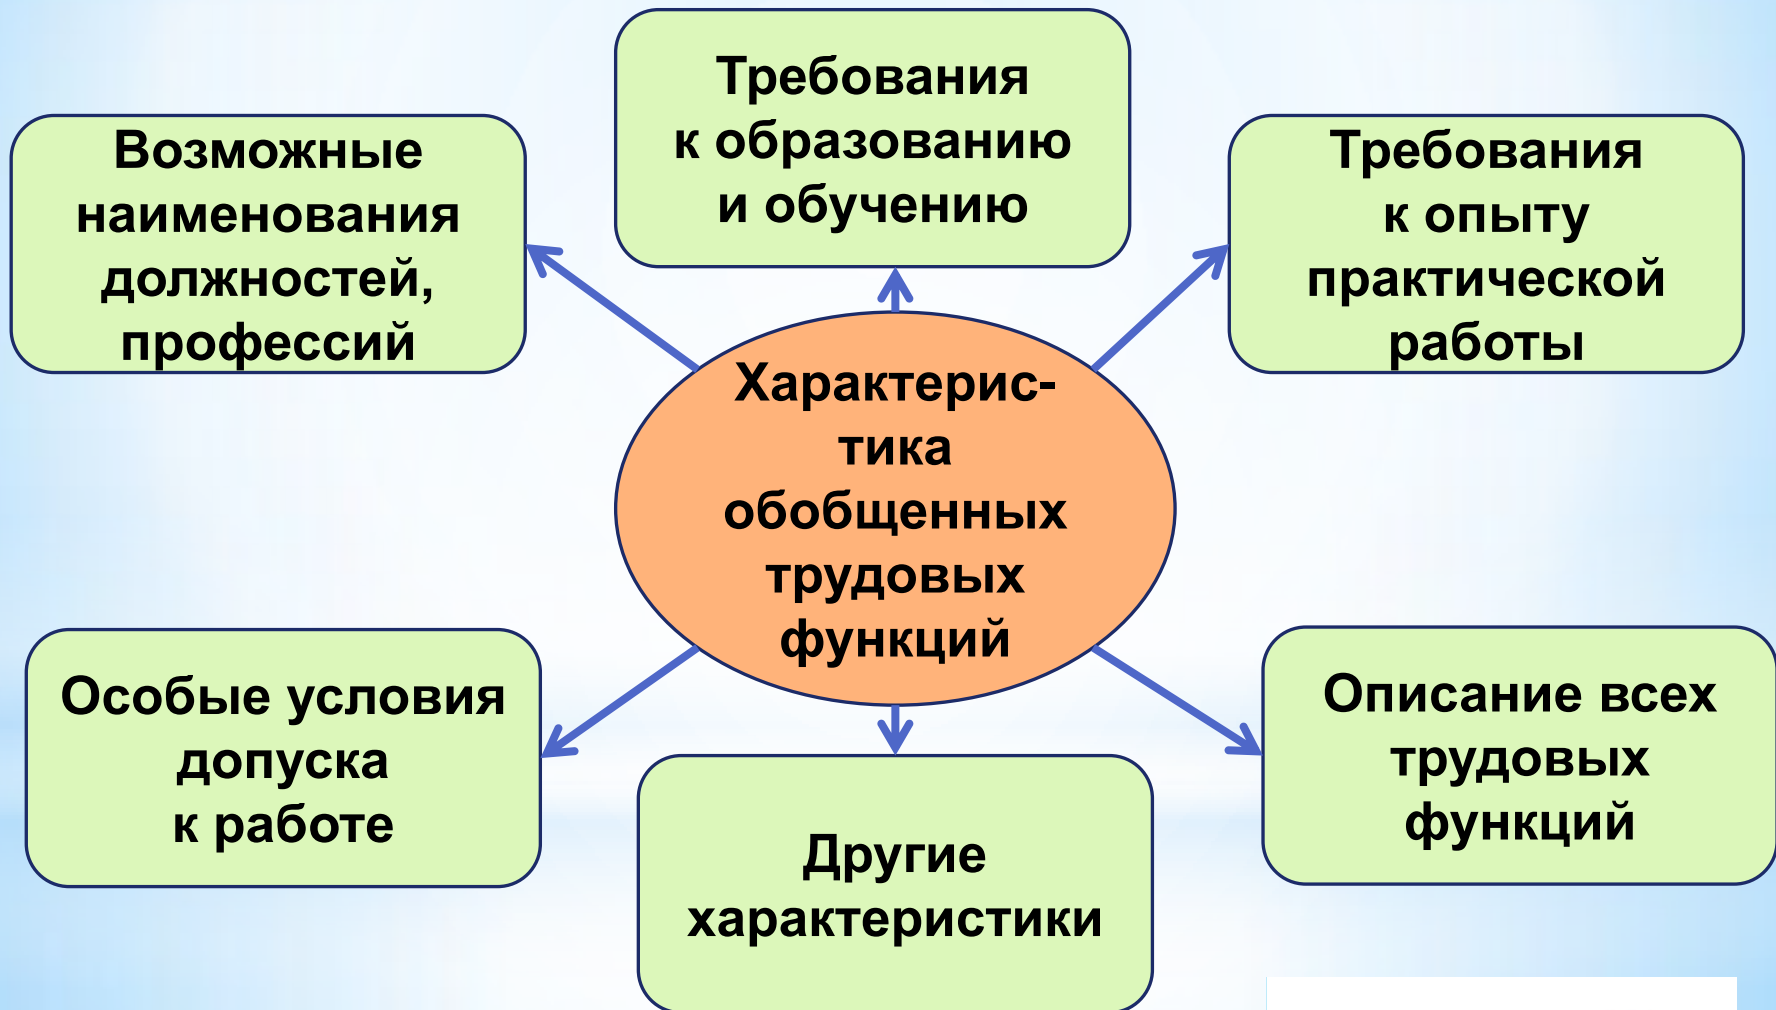 Требования
к образованию
и обучению
Возможные
наименования
должностей,
профессий
Требования
к опыту
практической
работы
Характерис-
тика
обобщенных
трудовых
функций
Особые условия
допуска
к работе
Другие
характеристики
Описание всех
трудовых
функций